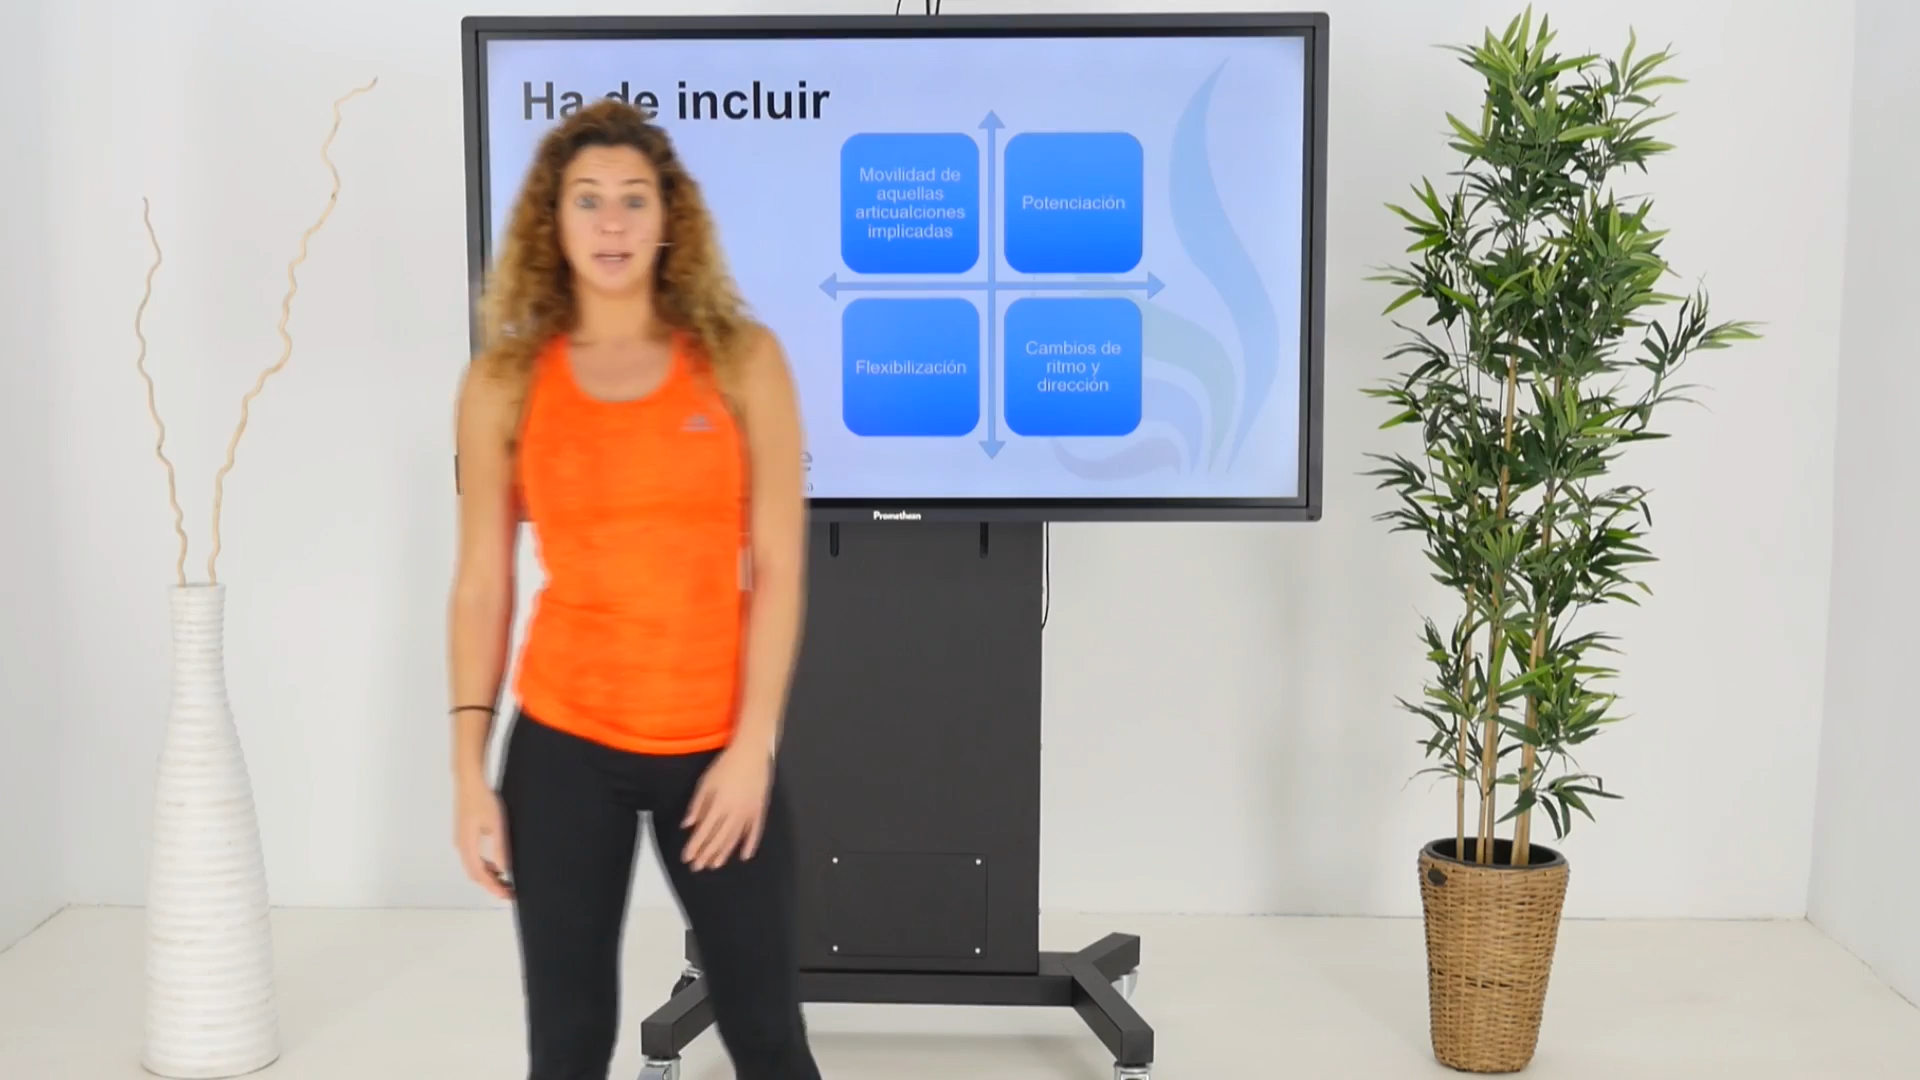 Ha de incluir
Movilidad de
aquellas
articualciones
implicadas
Potenciación
Flexibilización
Cambios de
ritmo y
dirección
Promethean